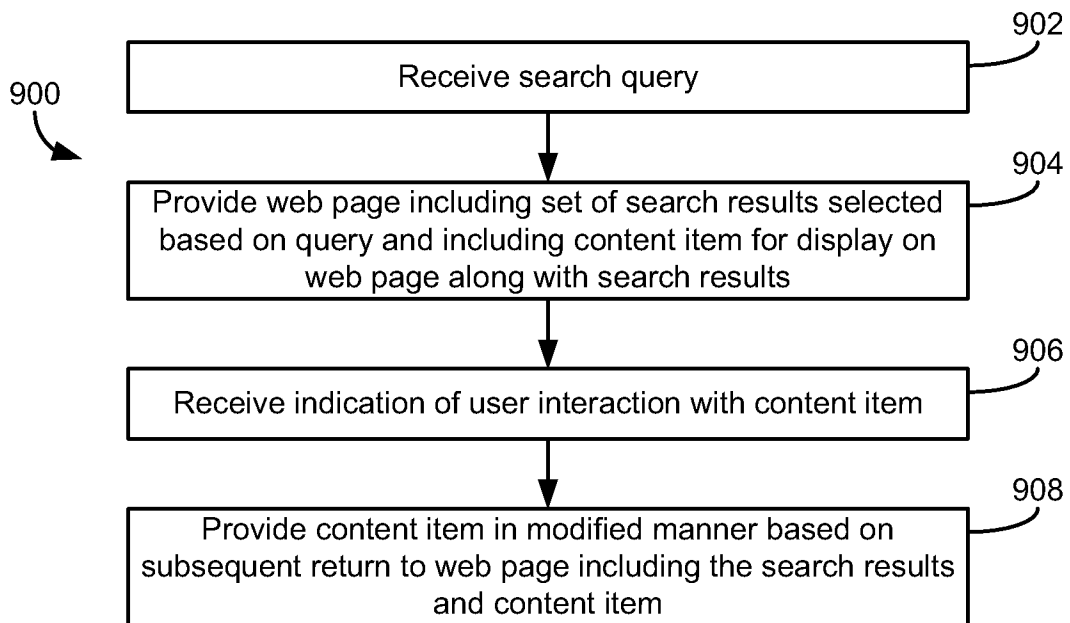 902
Receive search query
900
904
Provide web page including set of search results selected
based on query and including content item for display on
web page along with search results
906
Receive indication of user interaction with content item
908
Provide content item in modified manner based on
subsequent return to web page including the search results
and content item